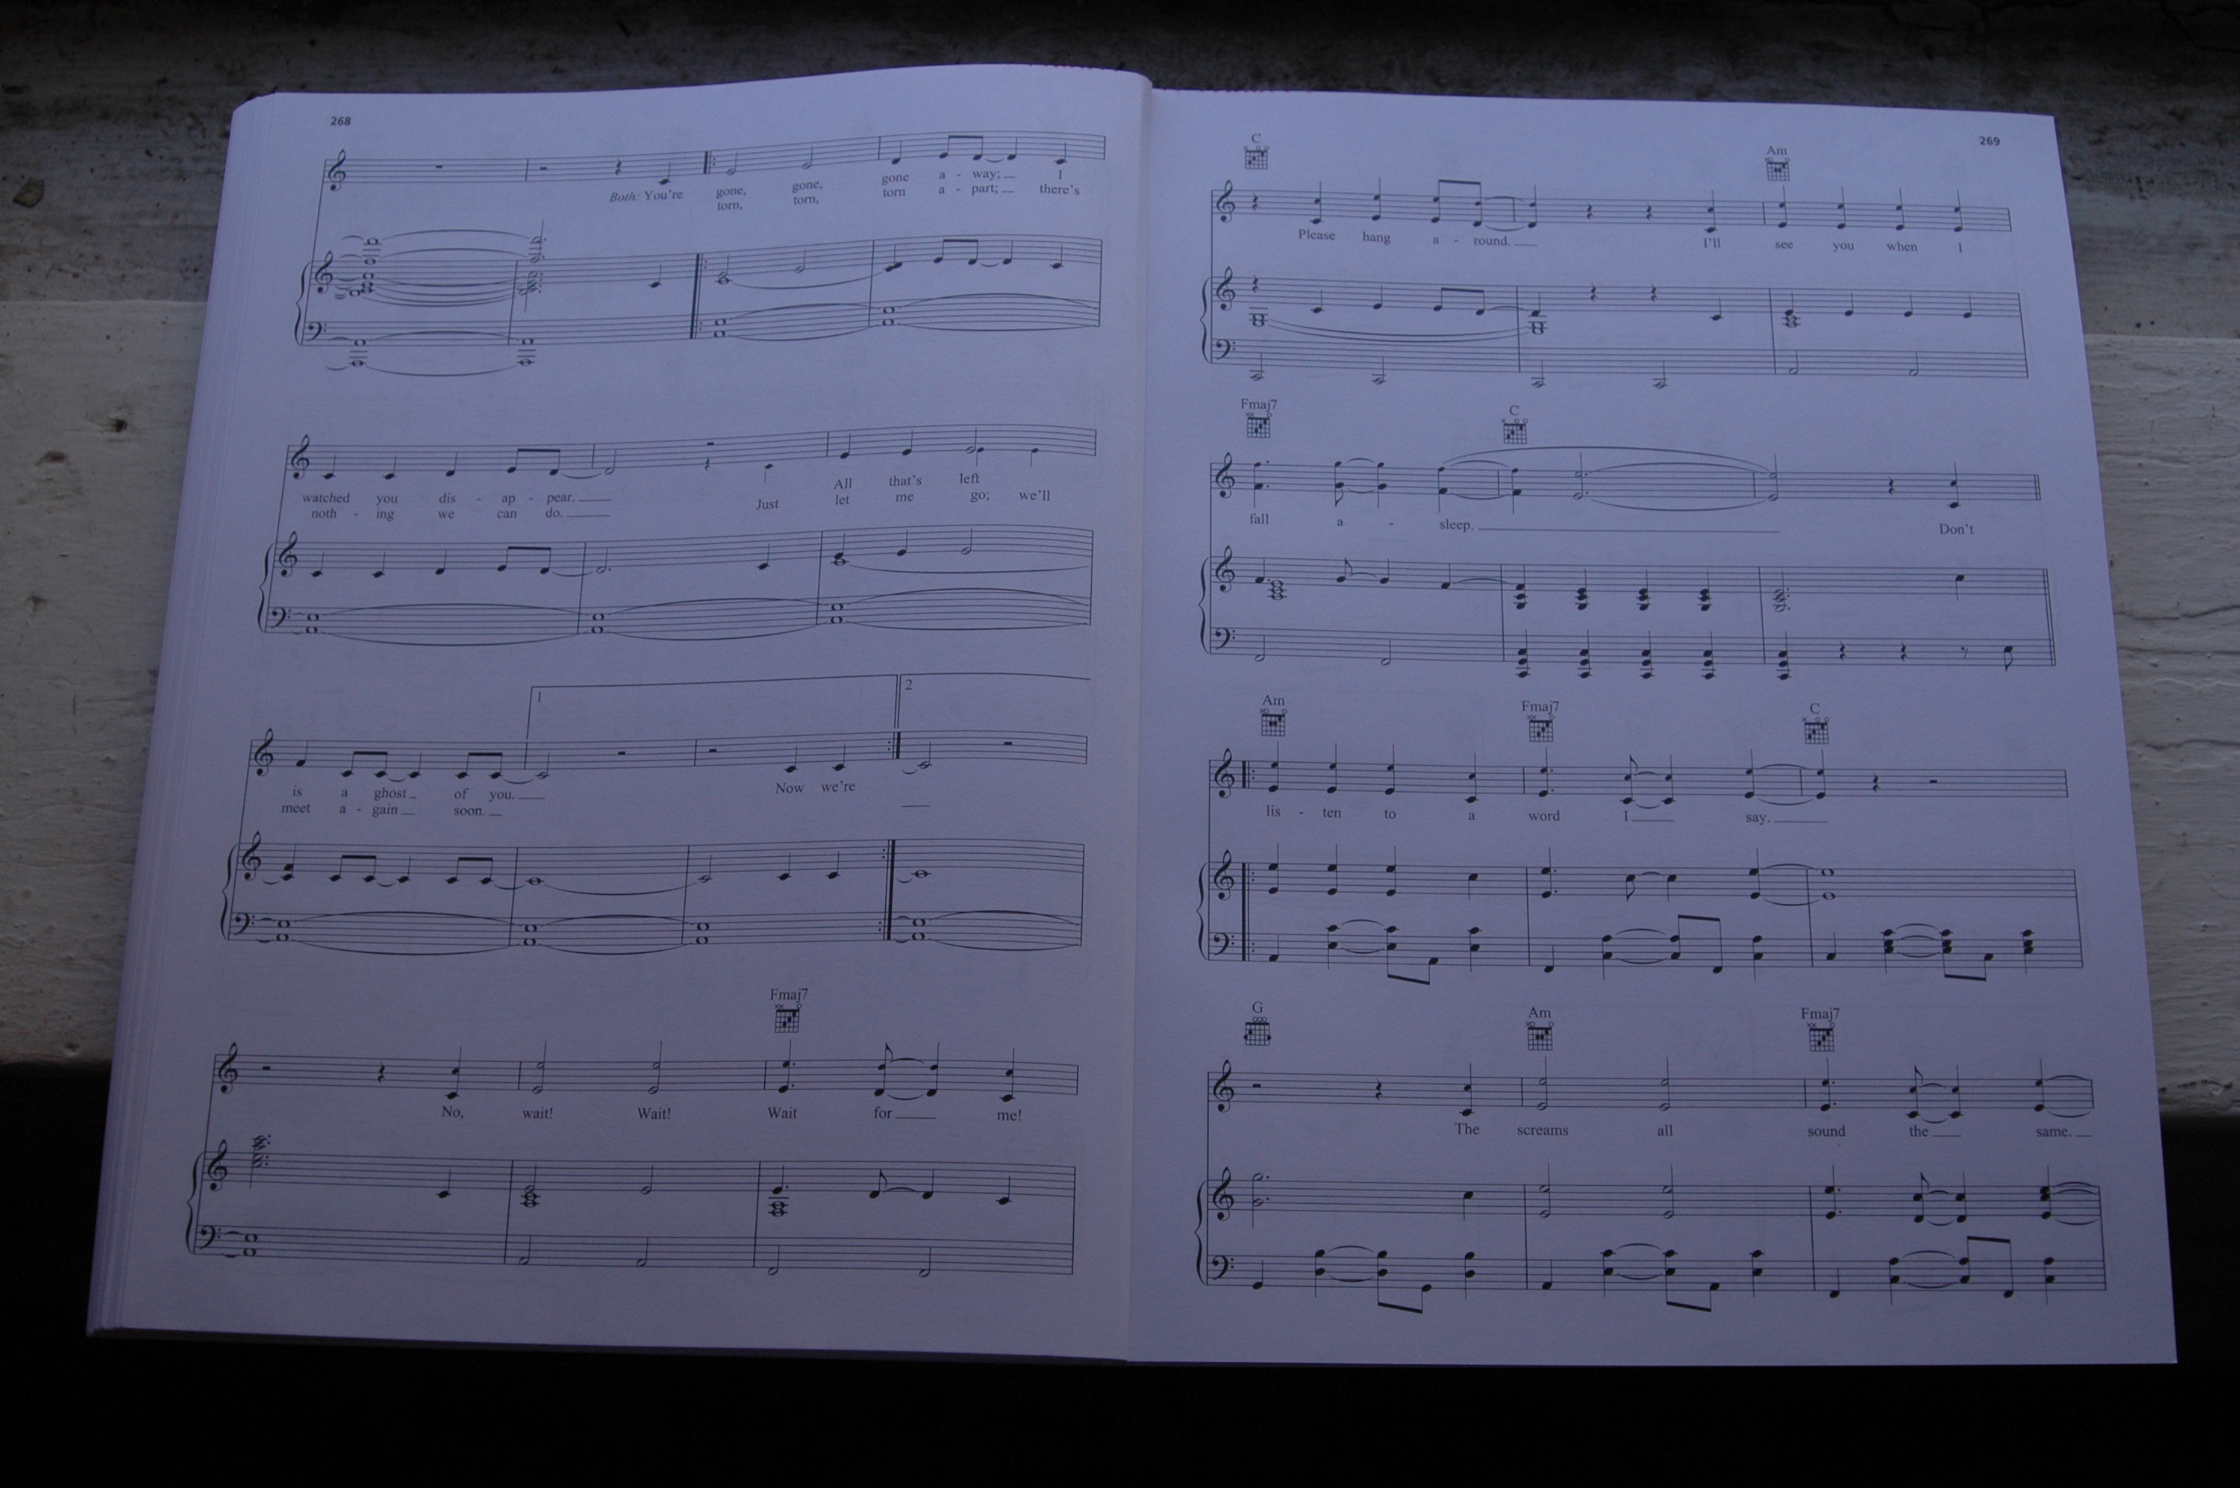 268
Both: You're gone, gone, gone a - way; I
torn, torn, torn a - part; there's
watched you dis - ap - pear. All that's left
noth - ing we can do. Just let me go; we'll
1
2
is a ghost of you. Now we're
meet a - gain soon.
Fmaj7
No, wait! Wait! Wait for me!
269
C Am
Please hang a - round. I'll see you when I
Fmaj7 C
fall a - sleep. Don't
Am Fmaj7 C
lis - ten to a word I say.
G Am Fmaj7
The screams all sound the same.